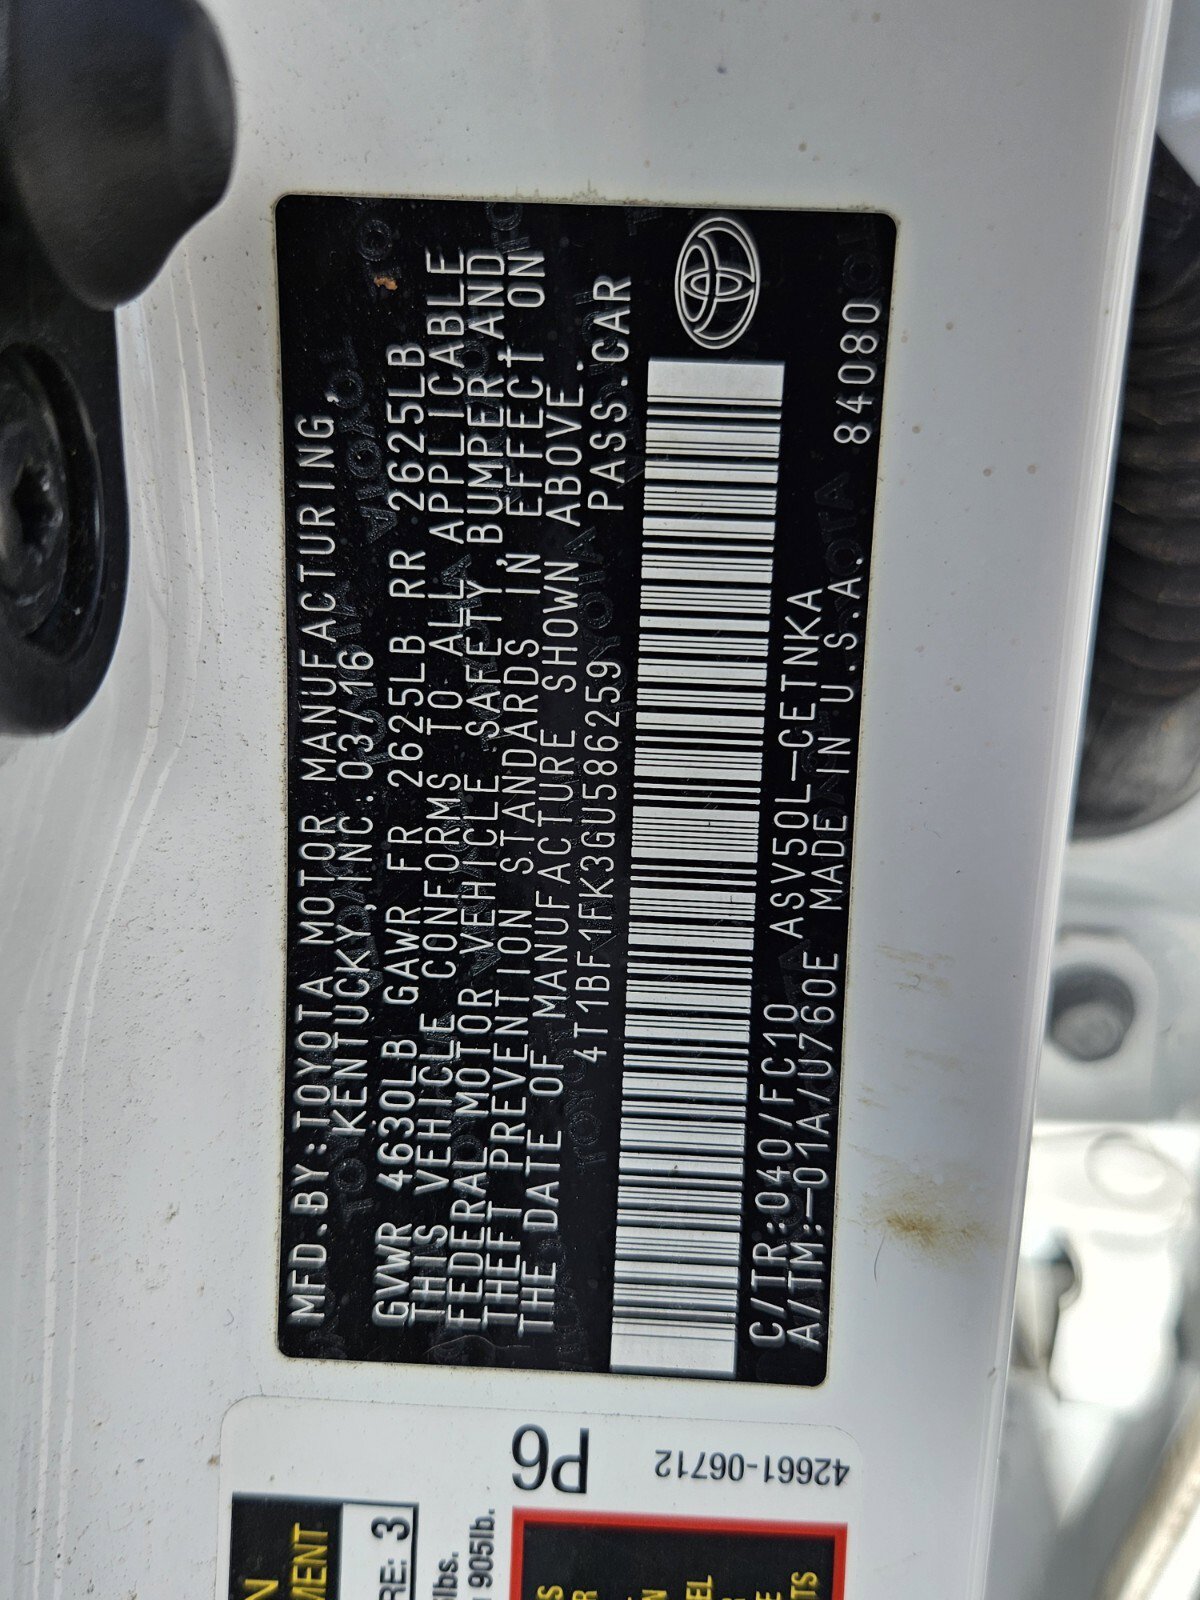 MFD.BY:TOYOTA MOTOR MANUFACTURING,
KENTUCKY,INC.03/16
GVWR 4630LB GAWR FR 2625LB RR 2625LB
THIS VEHICLE CONFORMS TO ALL APPLICABLE
FEDERAL MOTOR VEHICLE SAFETY,BUMPER AND
THEFT PREVENTION STANDARDS IN EFFECT ON
THE DATE OF MANUFACTURE SHOWN ABOVE.
4T1BF1FK3GU586259 PASS.CAR
C/TR:040/FC10 ASV50L-CETNKA
A/TM:-01A/U760E MADE IN U.S.A. 84080
P6
42661-06712
3
905lb.